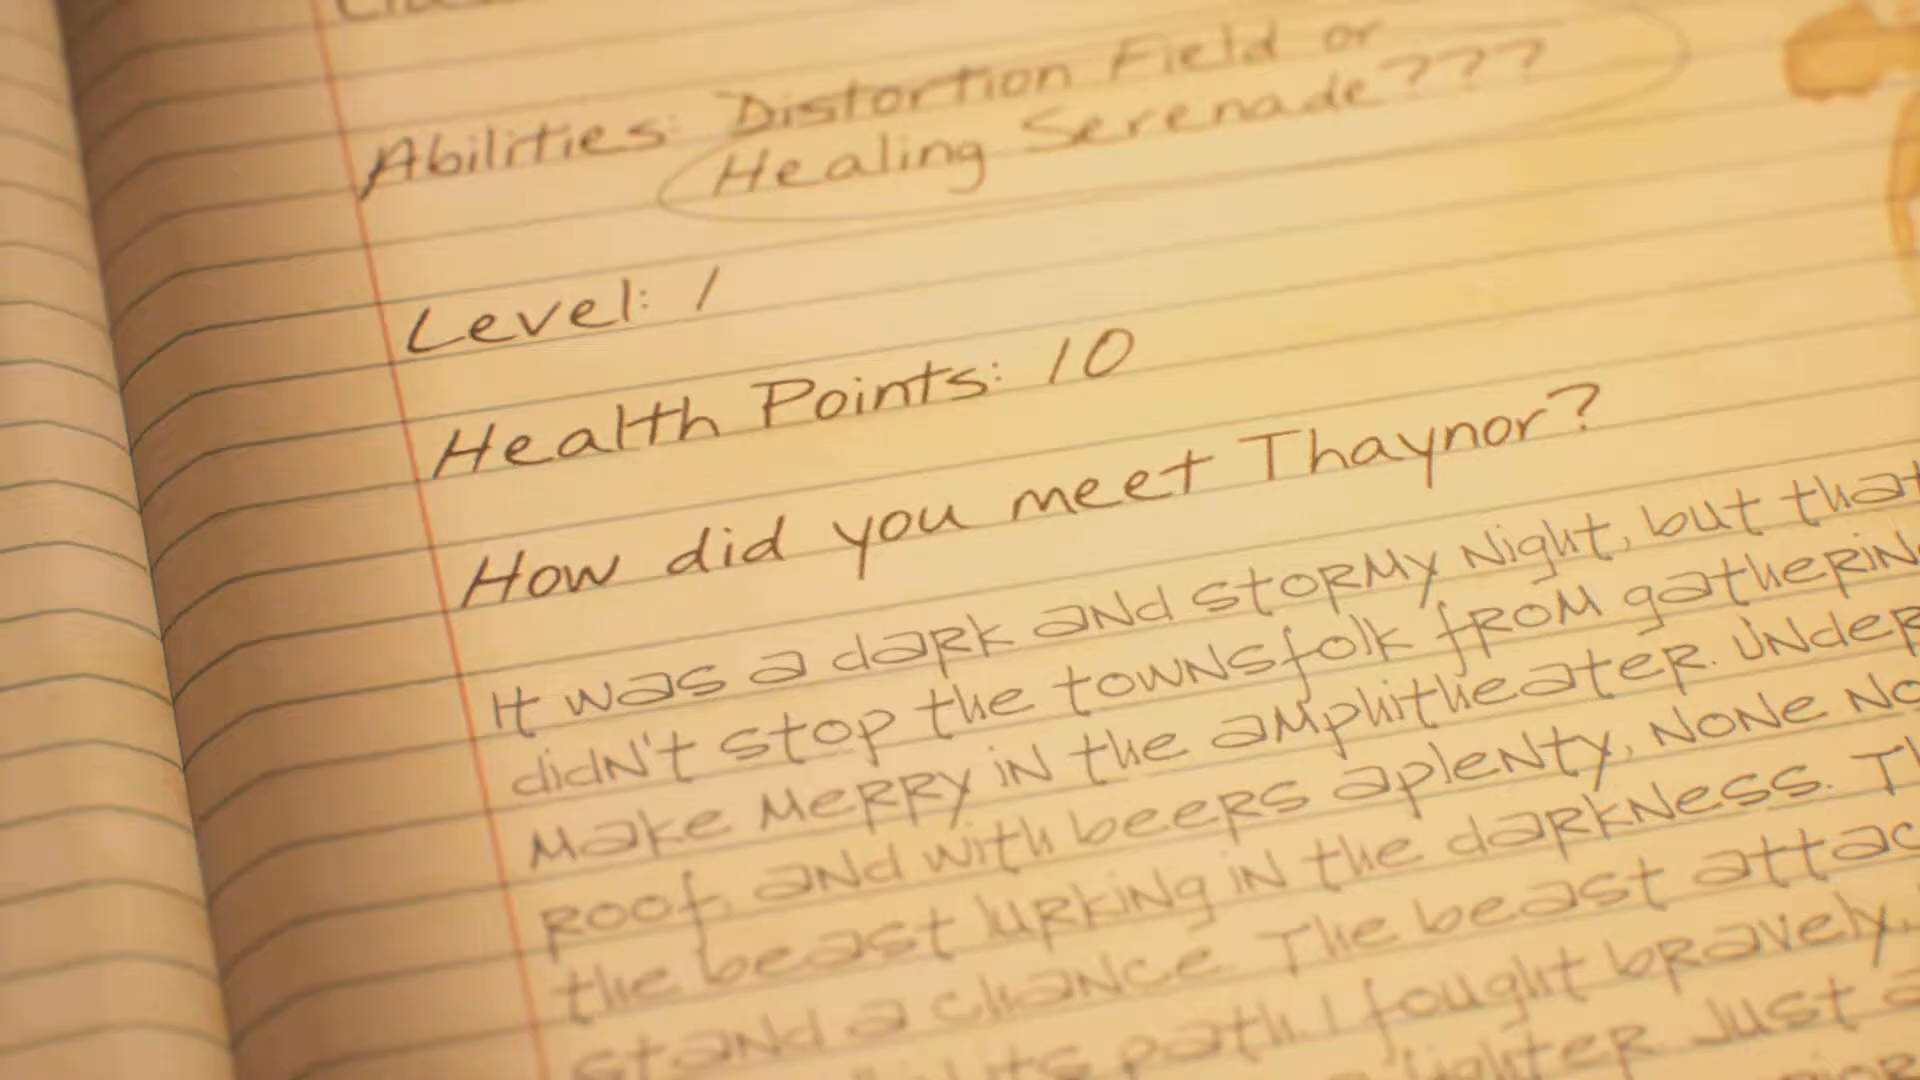 Abilities: Distortion Field or
Healing Serenade???
Level: 1
Health Points: 10
How did you meet Thaynor?
It was a dark and stormy night, but that
didn't stop the townsfolk from
make merry in the amphitheater. Under
roof, and with beers aplenty, none
the beast lurking in the darkness.
stand a chance. The beast
its path. I fought bravely,
Just a